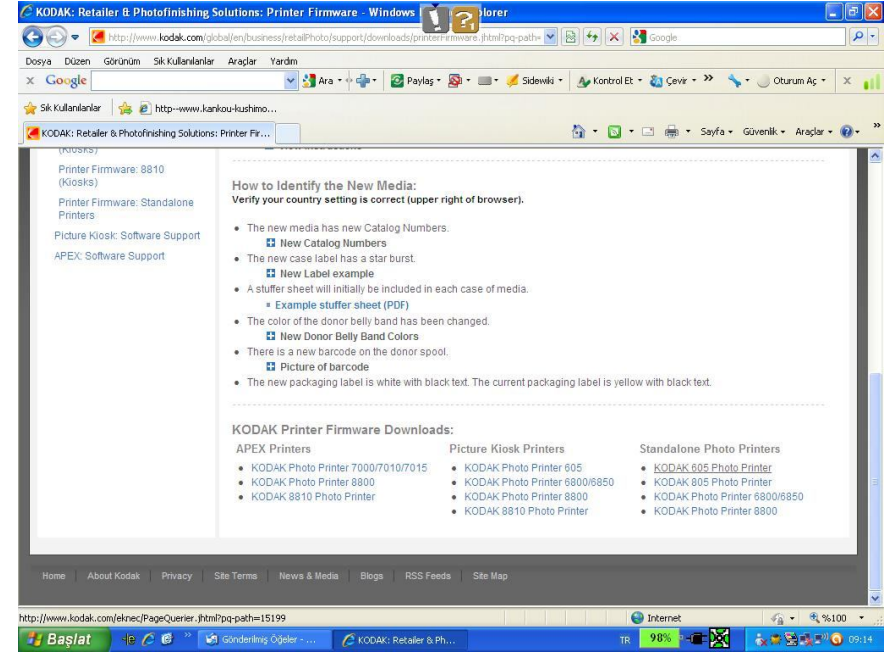 KODAK: Retailer & Photofinishing Solutions: Printer Firmware - Windows
http://www.kodak.com/global/en/business/retailPhoto/support/downloads/printerFirmware.jhtml?pq-path=
Google
Dosya Düzen Görünüm Sık Kullanılanlar Araçlar Yardım
x Google Ara Paylaş Sidewiki Kontrol Et Çevir » Oturum Aç x
Sık Kullanılanlar http--www.kankou-kushimo...
KODAK: Retailer & Photofinishing Solutions: Printer Fir... Sayfa Güvenlik Araçlar »
(Kiosks)
Printer Firmware: 8810
(Kiosks)
Printer Firmware: Standalone
Printers
Picture Kiosk: Software Support
APEX: Software Support
How to Identify the New Media:
Verify your country setting is correct (upper right of browser).
The new media has new Catalog Numbers.
New Catalog Numbers
The new case label has a star burst.
New Label example
A stuffer sheet will initially be included in each case of media.
Example stuffer sheet (PDF)
The color of the donor belly band has been changed.
New Donor Belly Band Colors
There is a new barcode on the donor spool.
Picture of barcode
The new packaging label is white with black text. The current packaging label is yellow with black text.
KODAK Printer Firmware Downloads:
APEX Printers
KODAK Photo Printer 7000/7010/7015
KODAK Photo Printer 8800
KODAK 8810 Photo Printer
Picture Kiosk Printers
KODAK Photo Printer 605
KODAK Photo Printer 6800/6850
KODAK Photo Printer 8800
KODAK 8810 Photo Printer
Standalone Photo Printers
KODAK 605 Photo Printer
KODAK 805 Photo Printer
KODAK Photo Printer 6800/6850
KODAK Photo Printer 8800
Home About Kodak Privacy Site Terms News & Media Blogs RSS Feeds Site Map
http://www.kodak.com/eknec/PageQuerier.jhtml?pq-path=15199 Internet %100
Başlat » Gönderilmiş Öğeler - ... KODAK: Retailer & Ph... TR 98% 09:14